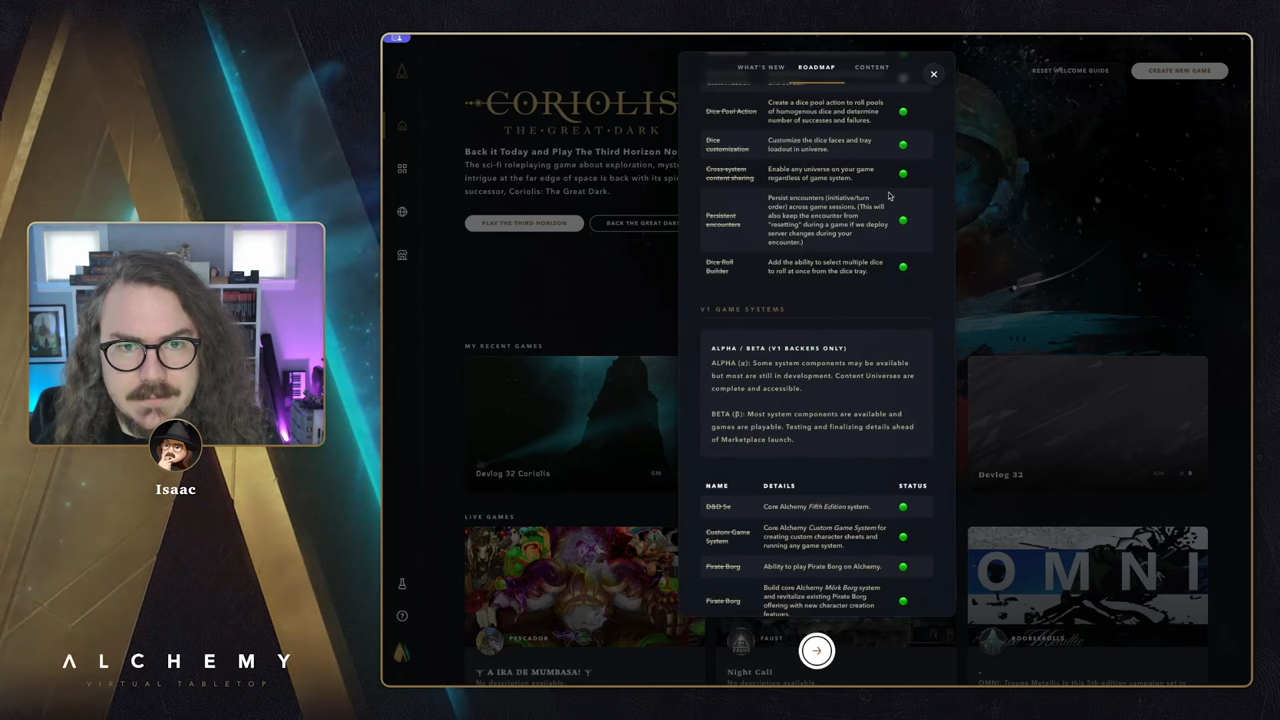 WHAT'S NEW
ROADMAP
CONTENT
RESET WELCOME GUIDE
CREATE NEW GAME
CORIOLIS
THE•GREAT•DARK
Back it Today and Play The Third Horizon No
The sci-fi roleplaying game about exploration, myste
intrigue at the far edge of space is back with its spi
successor, Coriolis: The Great Dark.
PLAY THE THIRD HORIZON
BACK THE GREAT DAR
Dice Pool Action
Create a dice pool action to roll pools
of homogenous dice and determine
number of successes and failures.
Dice
customization
Customize the dice faces and tray
loadout in universe.
Cross-system
content sharing
Enable any universe on your game
regardless of game system.
Persistent
encounters
Persist encounters (initiative/turn
order) across game sessions. (This will
also keep the encounter from
"resetting" during a game if we deploy
server changes during your
encounter.)
Dice Roll
Builder
Add the ability to select multiple dice
to roll at once from the dice tray.
V1 GAME SYSTEMS
ALPHA / BETA (V1 BACKERS ONLY)
ALPHA (α): Some system components may be available
but most are still in development. Content Universes are
complete and accessible.
BETA (β): Most system components are available and
games are playable. Testing and finalizing details ahead
of Marketplace launch.
NAME
DETAILS
STATUS
D&D 5e
Core Alchemy Fifth Edition system.
Custom Game
System
Core Alchemy Custom Game System for
creating custom character sheets and
running any game system.
Pirate Borg
Ability to play Pirate Borg on Alchemy.
Pirate Borg
Build core Alchemy Mörk Borg system
and revitalize existing Pirate Borg
offering with new character creation
features.
MY RECENT GAMES
Devlog 32 Coriolis
GM
Devlog 32
GM
LIVE GAMES
PESCADOR
A IRA DE MUMBASA!
No description available.
FAUST
Night Call
No description available.
OMNI
ROOBEROLLS
OMNI: Troupe Metallis in this 5th-edition campaign set in
Isaac
ALCHEMY
VIRTUAL TABLETOP